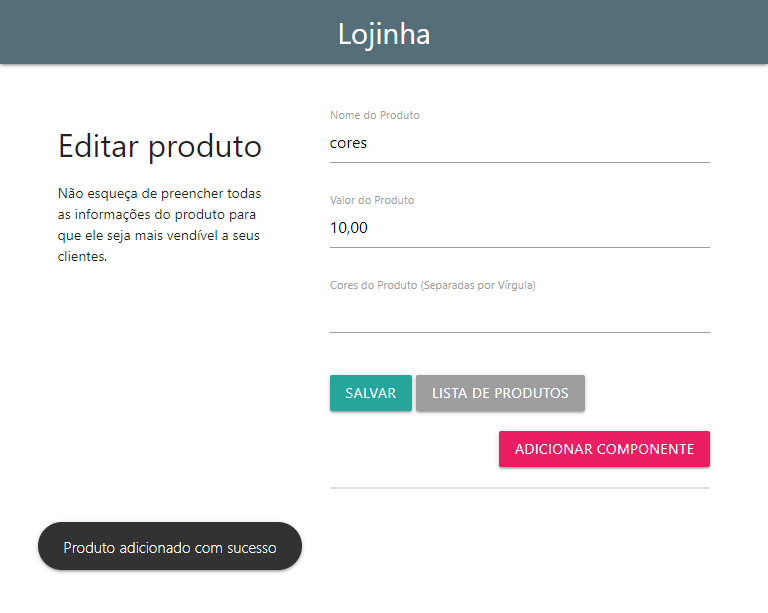 Lojinha
Editar produto
Não esqueça de preencher todas
as informações do produto para
que ele seja mais vendível a seus
clientes.
Nome do Produto
cores
Valor do Produto
10,00
Cores do Produto (Separadas por Vírgula)
SALVAR
LISTA DE PRODUTOS
ADICIONAR COMPONENTE
Produto adicionado com sucesso